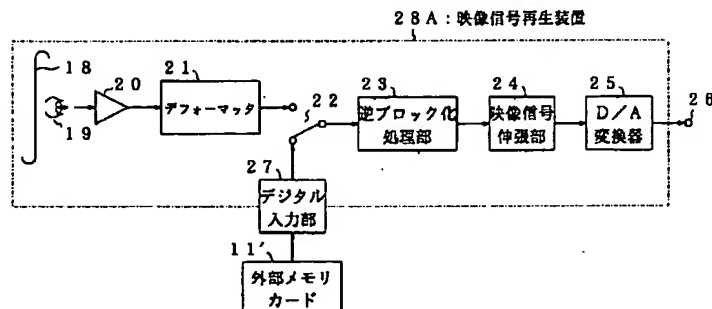 28A:映像信号再生装置
18
20
21
デフォーマッタ
19
22
23
逆ブロック化
処理部
24
映像信号
伸張部
25
D/A
変換器
26
27
デジタル
入力部
11'
外部メモリ
カード